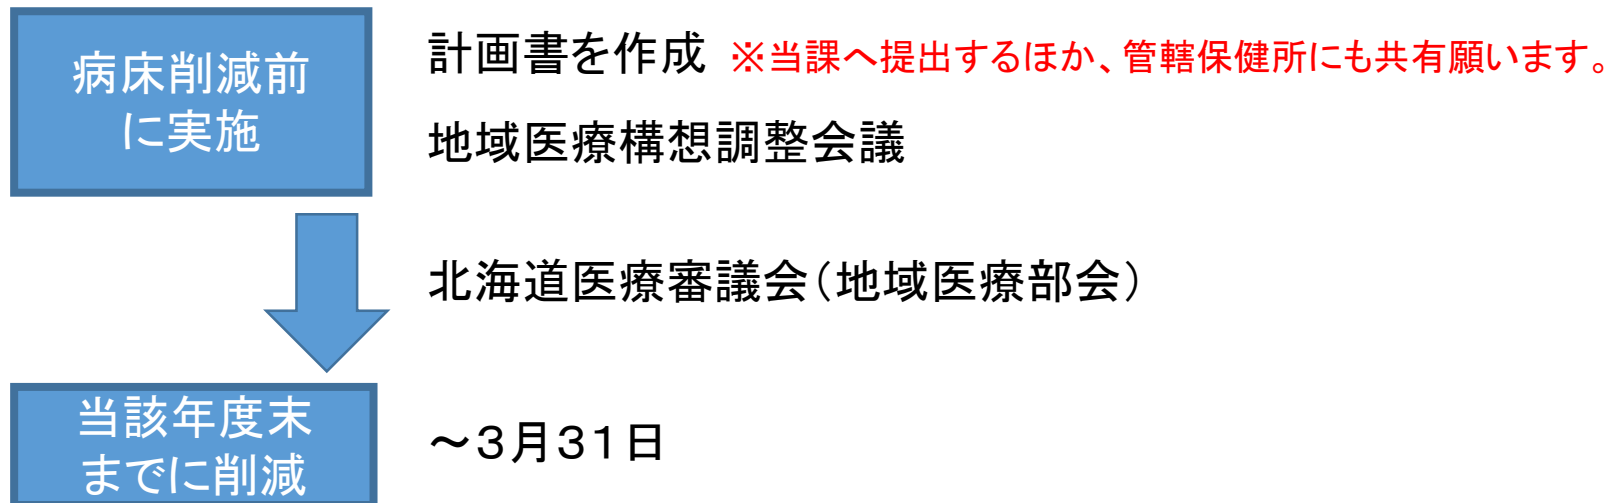 病床削減前
に実施
計画書を作成 ※当課へ提出するほか、管轄保健所にも共有願います。
地域医療構想調整会議
北海道医療審議会（地域医療部会）
当該年度末
までに削減
～３月３１日